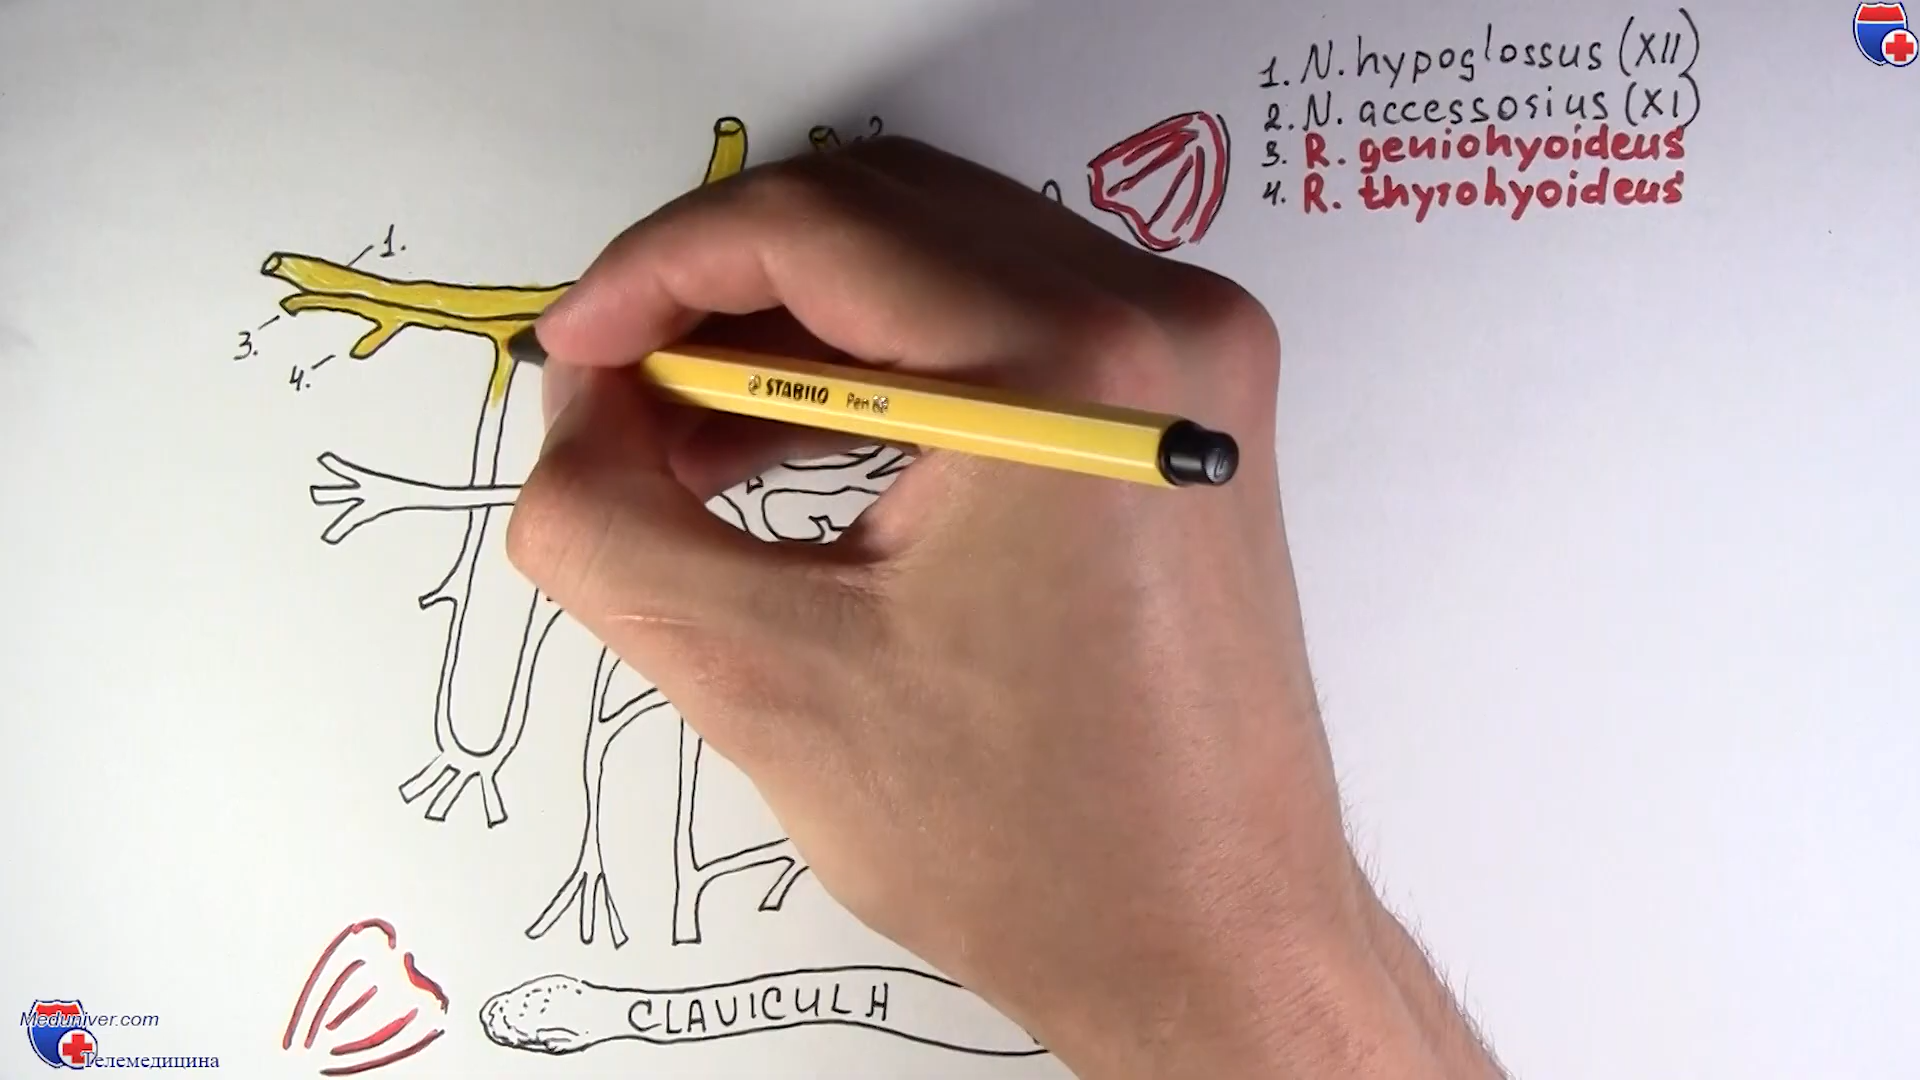 1. N. hypoglossus (XII)
2. N. accessosius (XI)
3. R. geniohyoideus
4. R. thyrohyoideus
2
1.
3.
4.
STABILO Pen 68
CLAVICULA
Meduniver.com
Телемедицина